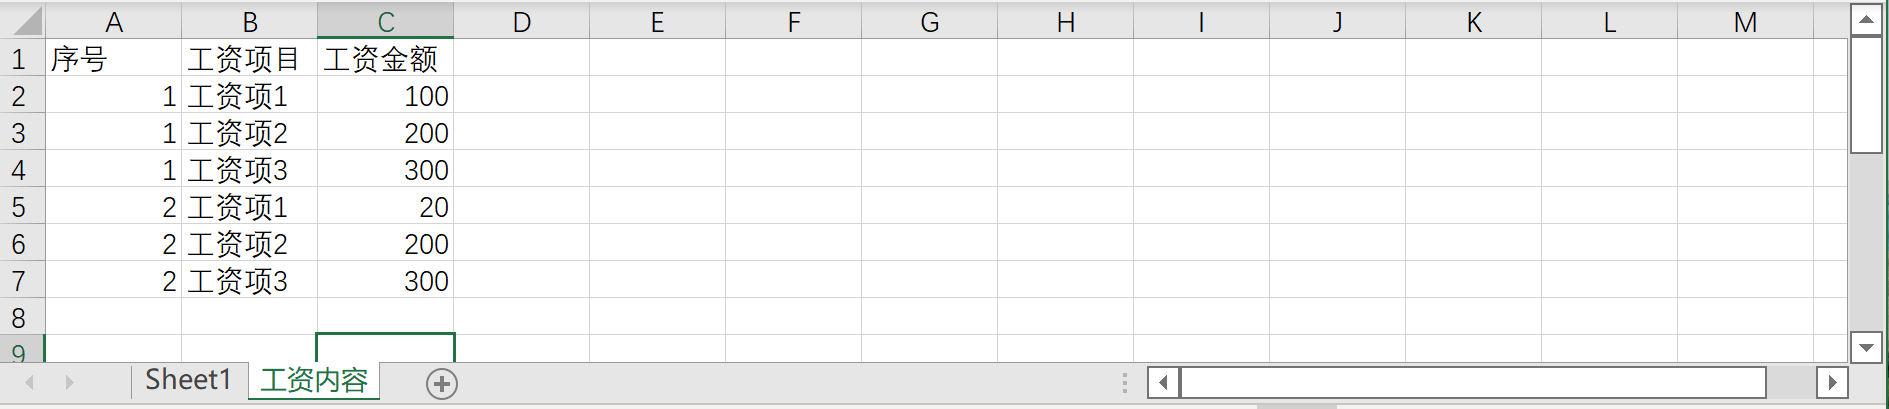 A B C D E F G H I J K L M
1 序号 工资项目 工资金额
2 1 工资项1 100
3 1 工资项2 200
4 1 工资项3 300
5 2 工资项1 20
6 2 工资项2 200
7 2 工资项3 300
8
9
Sheet1 工资内容